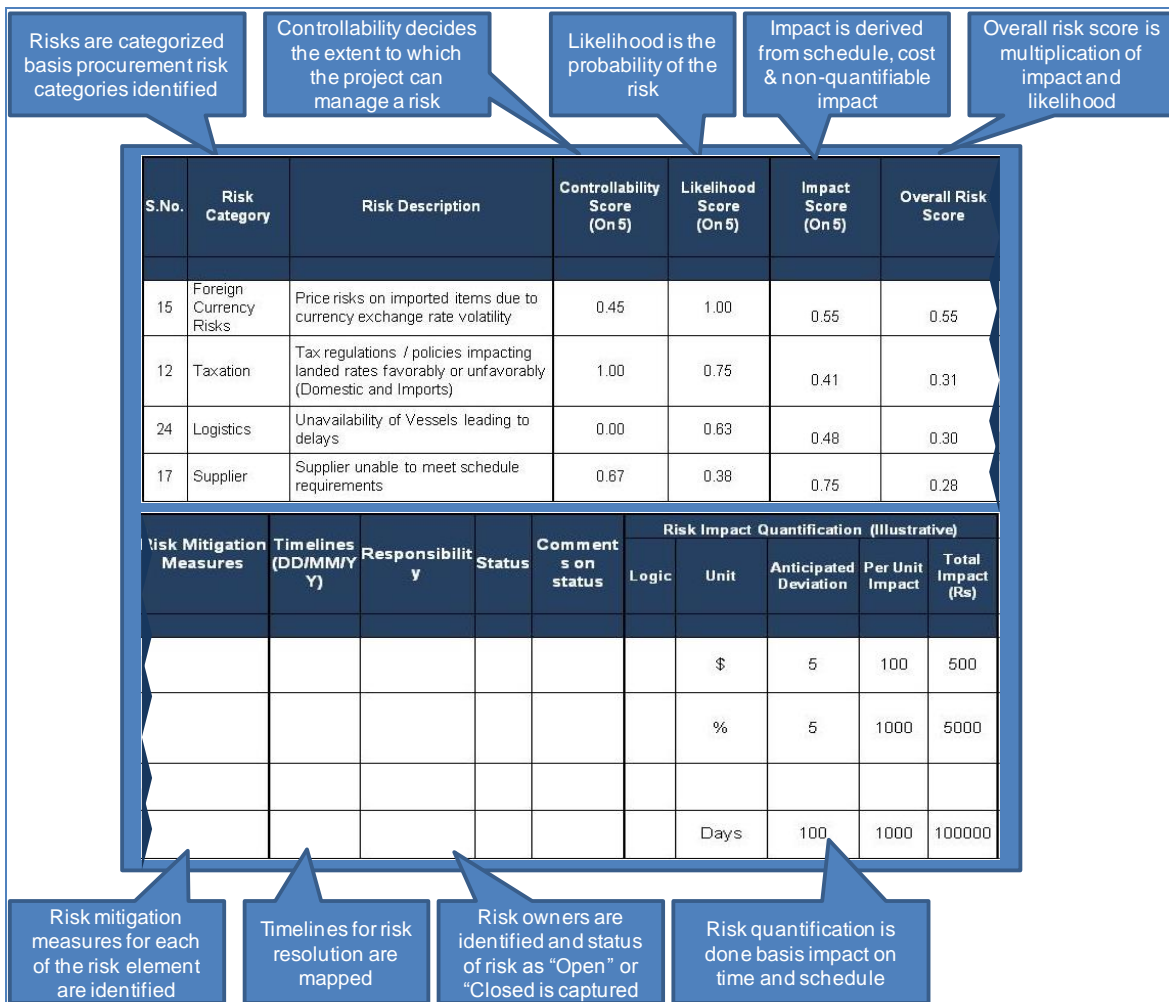 Risks are categorized
basis procurement risk
categories identified
Controllability decides
the extent to which
the project can
manage a risk
Likelihood is the
probability of the
risk
Impact is derived
from schedule, cost
& non-quantifiable
impact
Overall risk score is
multiplication of
impact and
likelihood
S.No.
Risk
Category
Risk Description
Controllability
Score
(On 5)
Likelihood
Score
(On 5)
Impact
Score
(On 5)
Overall Risk
Score
15
Foreign
Currency
Risks
Price risks on imported items due to
currency exchange rate volatility
0.45
1.00
0.55
0.55
12
Taxation
Tax regulations / policies impacting
landed rates favorably or unfavorably
(Domestic and Imports)
1.00
0.75
0.41
0.31
24
Logistics
Unavailability of Vessels leading to
delays
0.00
0.63
0.48
0.30
17
Supplier
Supplier unable to meet schedule
requirements
0.67
0.38
0.75
0.28
Risk Mitigation
Measures
Timelines
(DD/MM/Y
Y)
Responsibilit
y
Status
Comment
s on
status
Risk Impact Quantification (Illustrative)
Logic
Unit
Anticipated
Deviation
Per Unit
Impact
Total
Impact
(Rs)
$
5
100
500
%
5
1000
5000
Days
100
1000
100000
Risk mitigation
measures for each
of the risk element
are identified
Timelines for risk
resolution are
mapped
Risk owners are
identified and status
of risk as “Open” or
“Closed is captured
Risk quantification is
done basis impact on
time and schedule